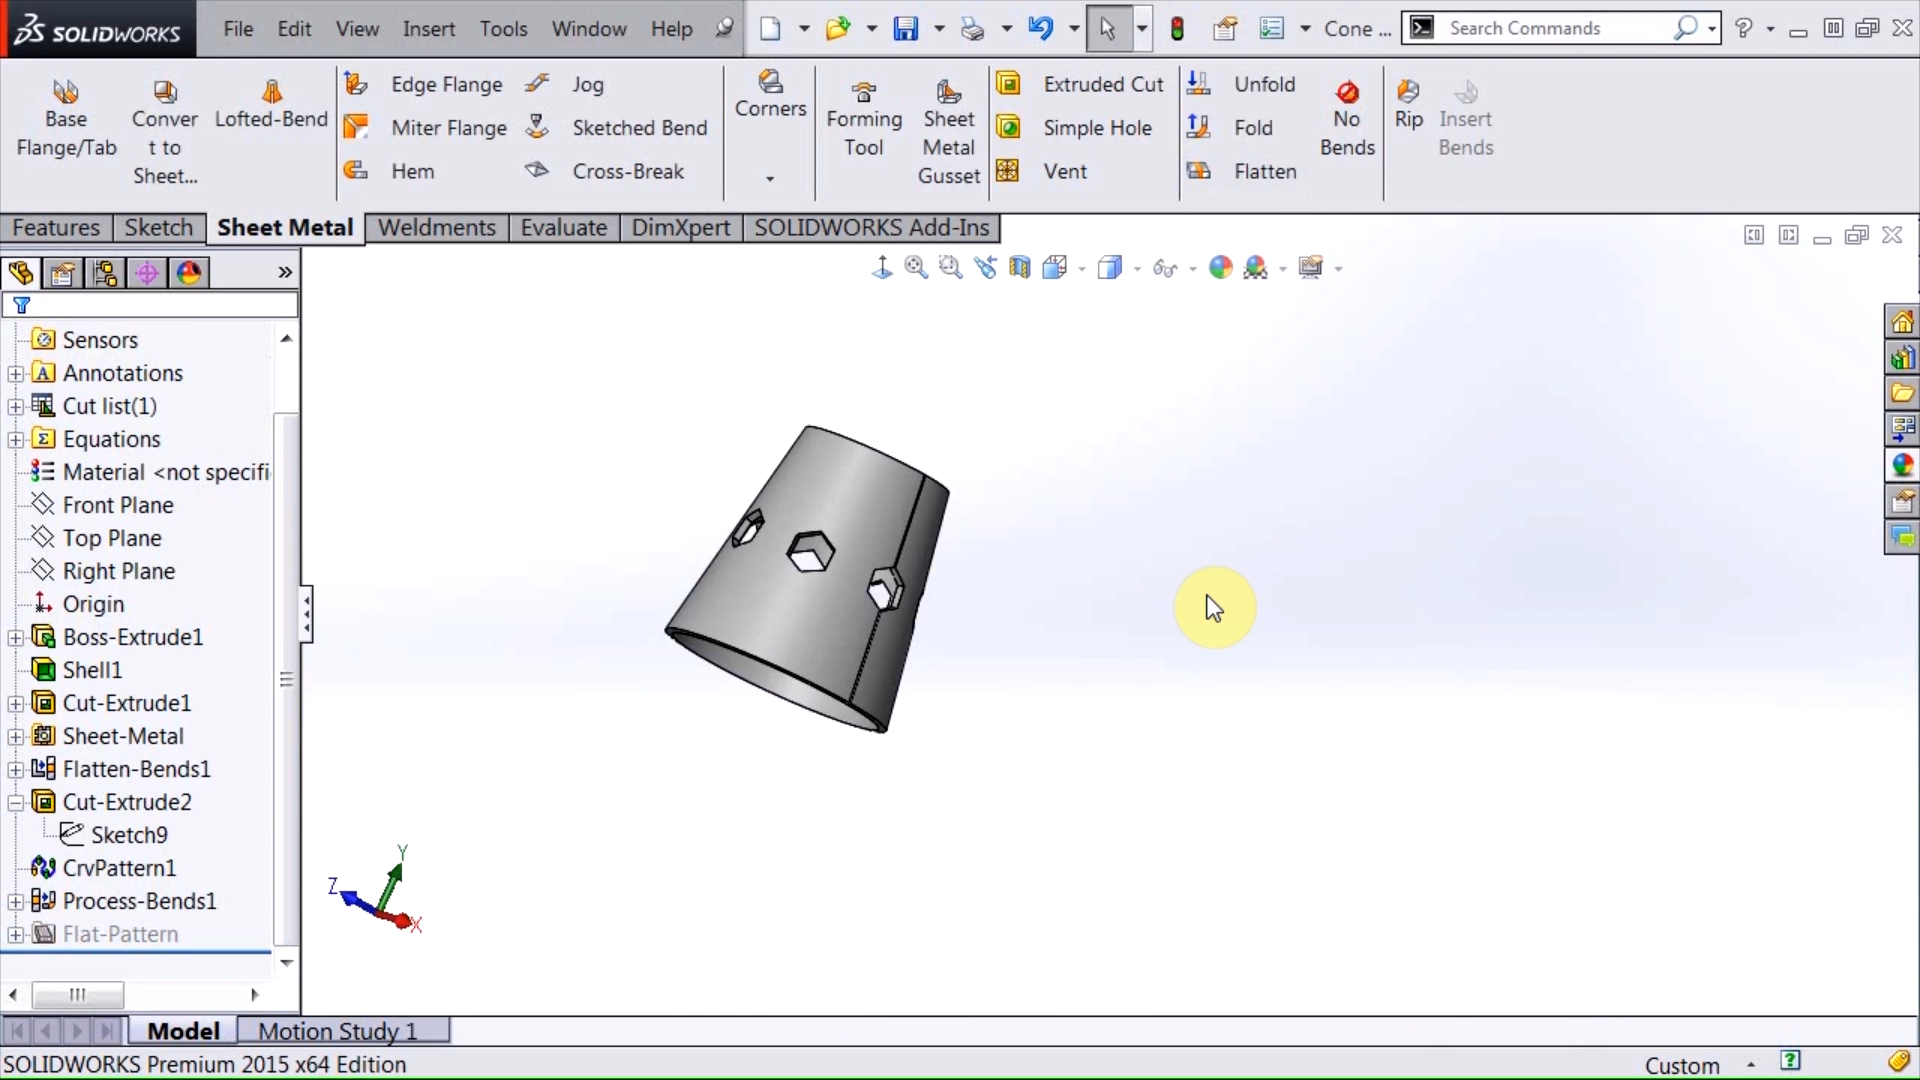 SOLIDWORKS File Edit View Insert Tools Window Help Cone ... Search Commands ?
Base Flange/Tab
Conver t to Sheet...
Lofted-Bend
Edge Flange
Miter Flange
Hem
Jog
Sketched Bend
Cross-Break
Corners
Forming Tool
Sheet Metal Gusset
Extruded Cut
Simple Hole
Vent
Unfold
Fold
Flatten
No Bends
Rip
Insert Bends
Features Sketch Sheet Metal Weldments Evaluate DimXpert SOLIDWORKS Add-Ins
Sensors
Annotations
Cut list(1)
Equations
Material <not specifi
Front Plane
Top Plane
Right Plane
Origin
Boss-Extrude1
Shell1
Cut-Extrude1
Sheet-Metal
Flatten-Bends1
Cut-Extrude2
Sketch9
CrvPattern1
Process-Bends1
Flat-Pattern
Y
Z
X
Model Motion Study 1
SOLIDWORKS Premium 2015 x64 Edition Custom ?